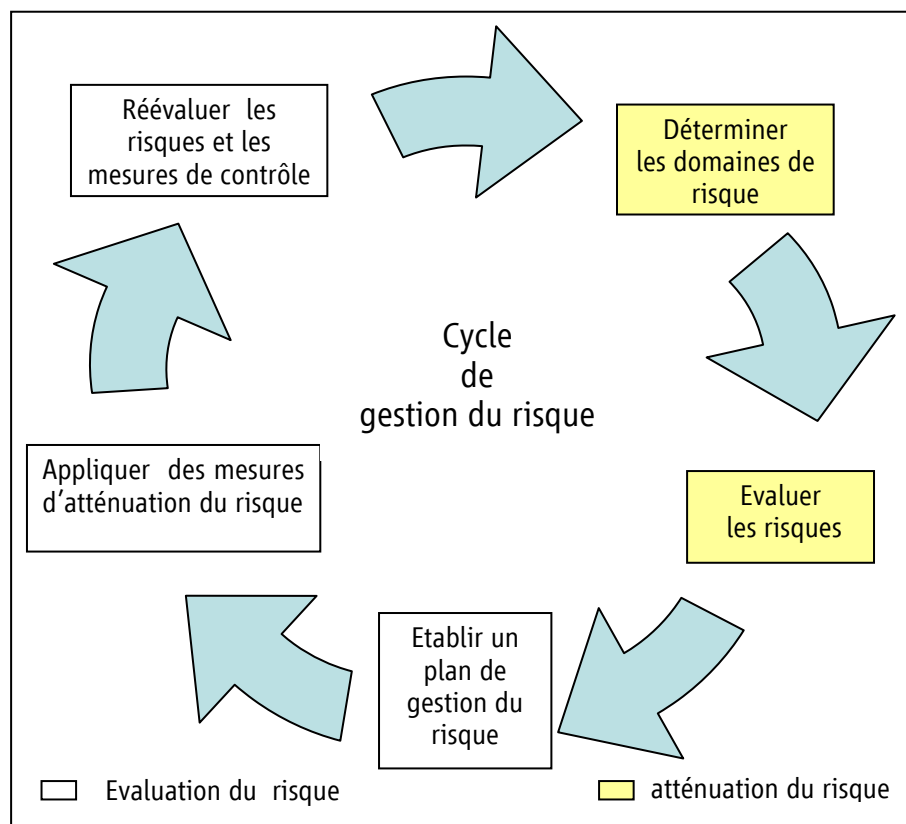 Réévaluer les
risques et les
mesures de contrôle
Déterminer
les domaines de
risque
Cycle
de
gestion du risque
Appliquer des mesures
d'atténuation du risque
Evaluer
les risques
Etablir un
plan de
gestion du
risque
Evaluation du risque
atténuation du risque